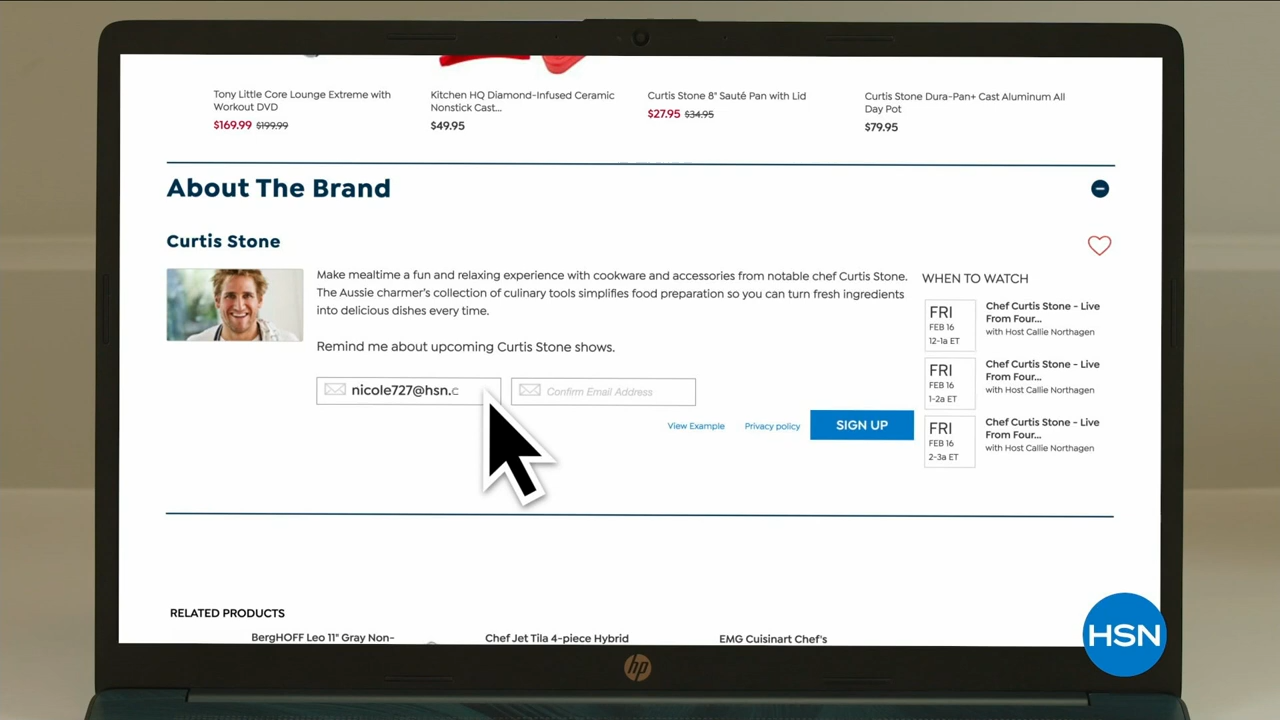 Tony Little Core Lounge Extreme with
Workout DVD
$169.99 $199.99
Kitchen HQ Diamond-Infused Ceramic
Nonstick Cast...
$49.95
Curtis Stone 8" Sauté Pan with Lid
$27.95 $34.95
Curtis Stone Dura-Pan+ Cast Aluminum All
Day Pot
$79.95
About The Brand
Curtis Stone
Make mealtime a fun and relaxing experience with cookware and accessories from notable chef Curtis Stone.
The Aussie charmer's collection of culinary tools simplifies food preparation so you can turn fresh ingredients
into delicious dishes every time.
Remind me about upcoming Curtis Stone shows.
nicole727@hsn.c
Confirm Email Address
View Example
Privacy policy
SIGN UP
WHEN TO WATCH
FRI
FEB 16
12-1a ET
Chef Curtis Stone - Live
From Four...
with Host Callie Northagen
FRI
FEB 16
1-2a ET
Chef Curtis Stone - Live
From Four...
with Host Callie Northagen
FRI
FEB 16
2-3a ET
Chef Curtis Stone - Live
From Four...
with Host Callie Northagen
RELATED PRODUCTS
BergHOFF Leo 11" Gray Non-
Chef Jet Tila 4-piece Hybrid
EMG Cuisinart Chef's
HSN
hp